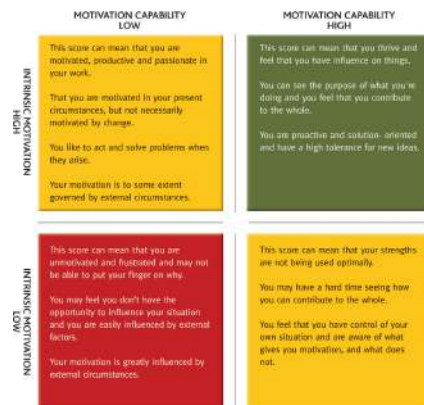 MOTIVATION CAPABILITY
LOW
MOTIVATION CAPABILITY
HIGH
INTRINSIC MOTIVATION
HIGH
This score can mean that you are
motivated, productive and passionate in
your work.
That you are motivated in your present
circumstances, but not necessarily
motivated by change.
You like to act and solve problems when
they arise.
Your motivation is to some extent
governed by external circumstances.
This score can mean that you thrive and
feel that you have influence on things.
You can see the purpose of what you're
doing and you feel that you contribute
to the whole.
You are proactive and solution- oriented
and have a high tolerance for new ideas.
INTRINSIC MOTIVATION
LOW
This score can mean that you are
unmotivated and frustrated and may not
be able to put your finger on why.
You may feel you don't have the
opportunity to influence your situation
and you are easily influenced by external
factors.
Your motivation is greatly influenced by
external circumstances.
This score can mean that your strengths
are not being used optimally.
You may have a hard time seeing how
you can contribute to the whole.
You feel that you have control of your
own situation and are aware of what
gives you motivation, and what does
not.